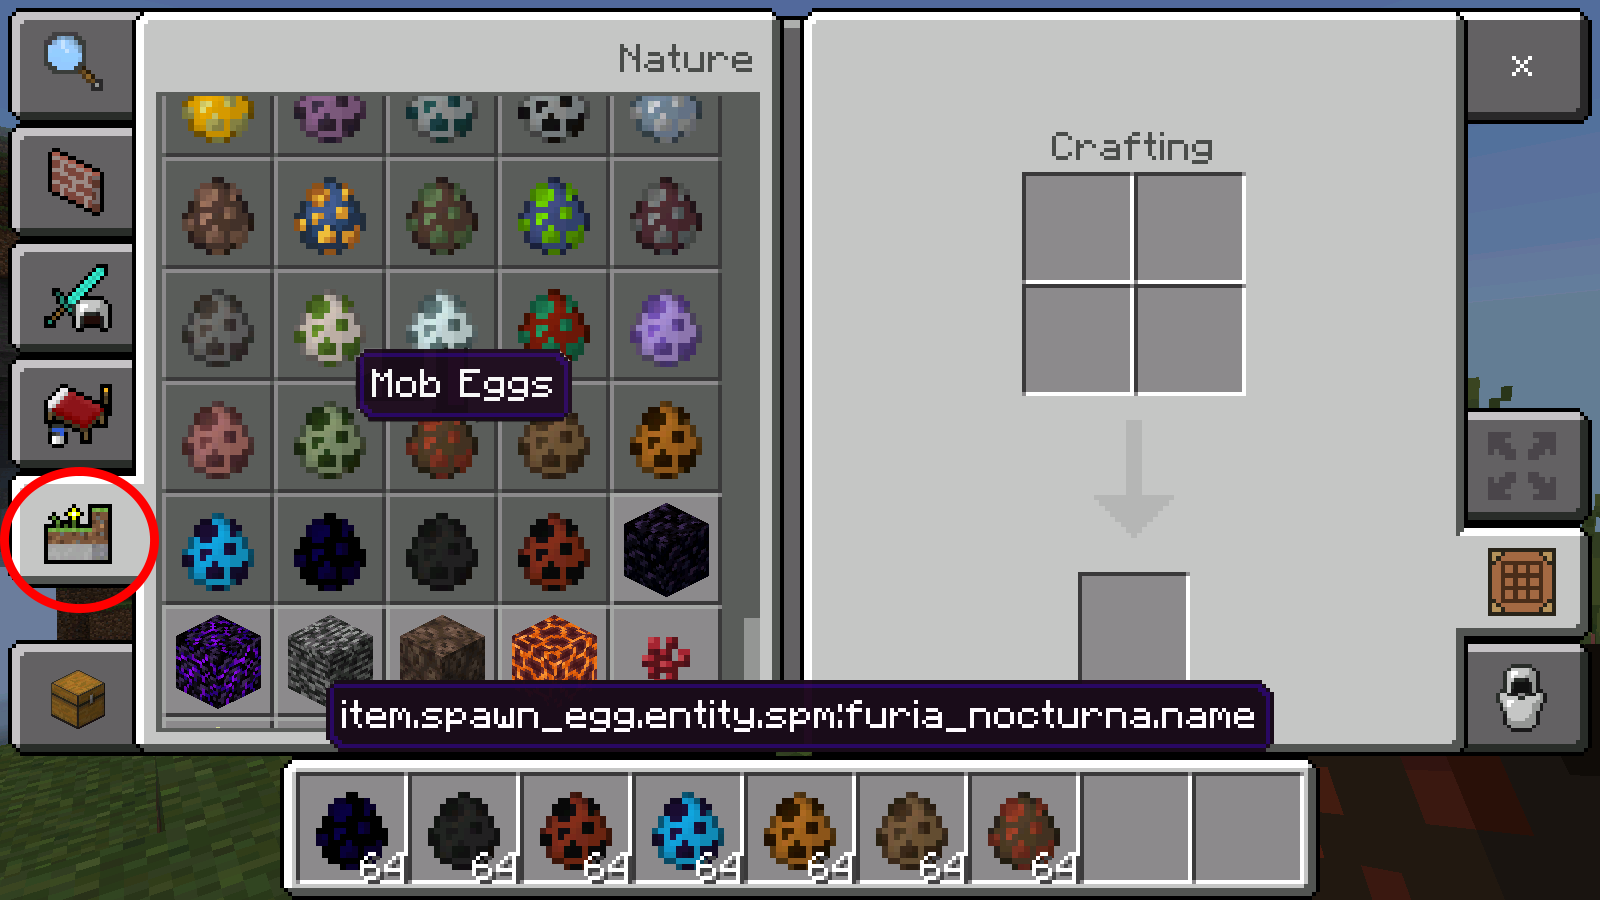 Nature
x
Crafting
Mob Eggs
item.spawn_egg.entity.spm:furia_nocturna.name
64 64 64 64 64 64 64